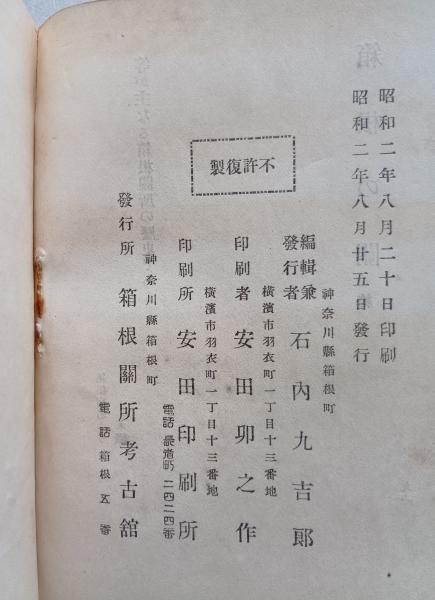 昭和二年八月二十日印刷
昭和二年八月廿五日發行
不許復製
神奈川縣箱根町
編輯兼
發行者 石内九吉郎
橫濱市羽衣町一丁目十三番地
印刷者 安田卯之作
橫濱市羽衣町一丁目十三番地
印刷所 安田印刷所
電話 長者町 二四二四番
神奈川縣箱根町
發行所 箱根關所考古舘
電話 箱根五番